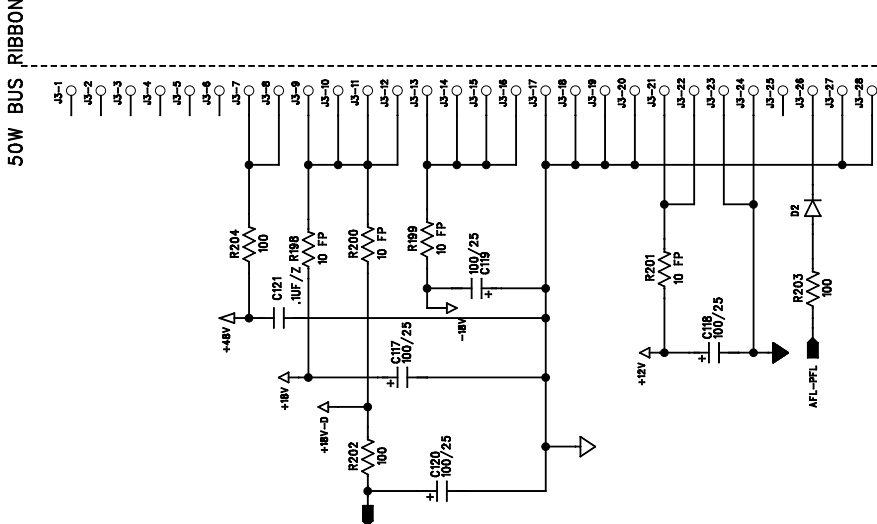 50W BUS RIBBON
J3-1
J3-2
J3-3
J3-4
J3-5
J3-6
J3-7
J3-8
J3-9
J3-10
J3-11
J3-12
J3-13
J3-14
J3-15
J3-16
J3-17
J3-18
J3-19
J3-20
J3-21
J3-22
J3-23
J3-24
J3-25
J3-26
J3-27
J3-28
R204
100
R198
10 FP
R200
10 FP
R199
10 FP
100/25
C119
+
-18V
R201
10 FP
D2
R203
100
C121
.1UF/Z
+48V
C117
100/25
+
+18V
+18V-D
R202
100
C120
100/25
+
+12V
C118
100/25
+
AFL-PFL